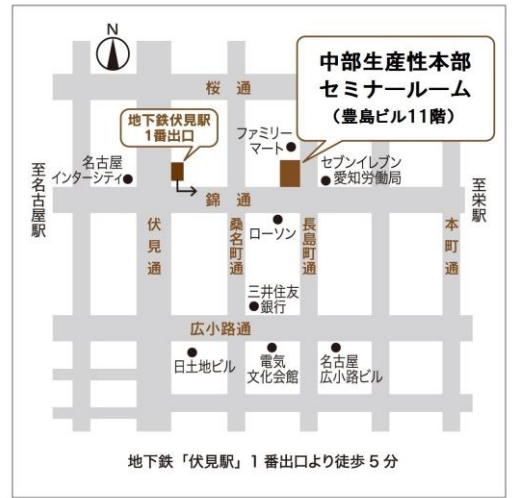 N
中部生産性本部
セミナールーム
（豊島ビル11階）
桜通
地下鉄伏見駅
1番出口
ファミリー
マート
セブンイレブン
愛知労働局
名古屋
インターシティ
至名古屋駅
至栄駅
錦通
ローソン
伏見通
桑名町通
長島町通
本町通
三井住友
銀行
広小路通
日土地ビル
電気
文化会館
名古屋
広小路ビル
地下鉄「伏見駅」1番出口より徒歩5分